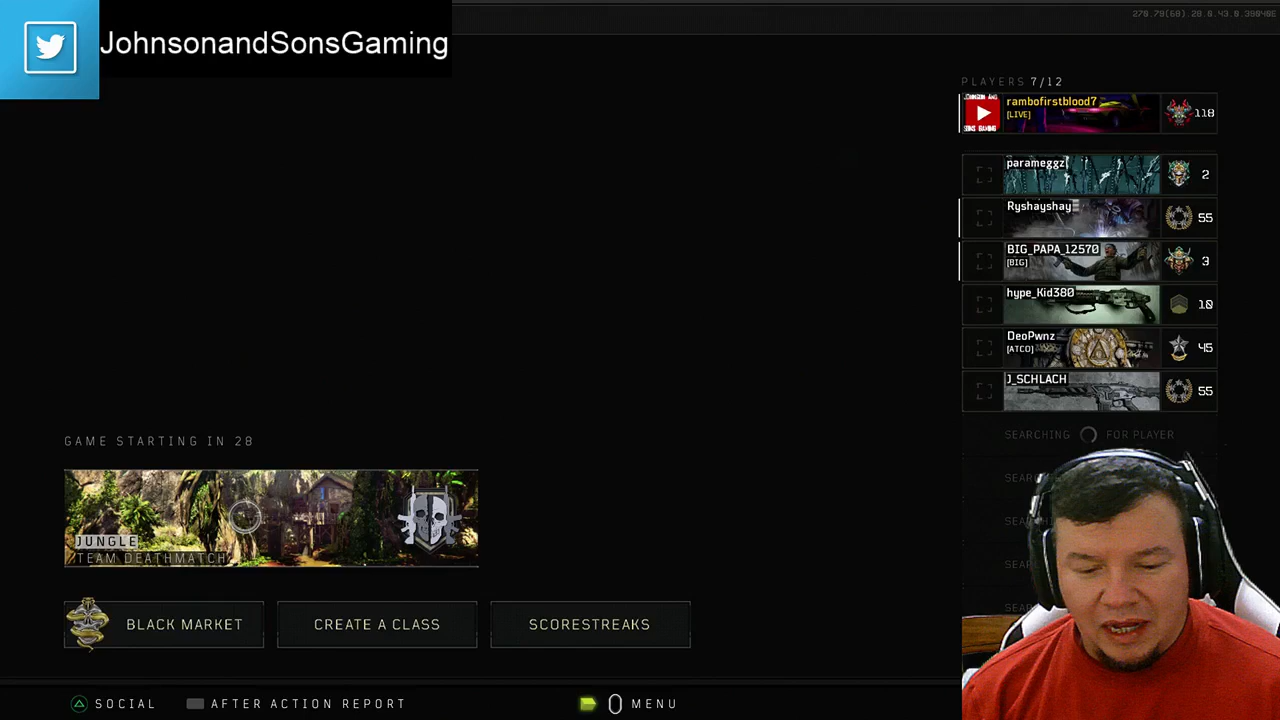 JohnsonandSonsGaming
PLAYERS 7/12
rambofirstblood7
[LIVE]
118
parameggz
2
Ryshayshay
55
BIG_PAPA_12570
[BIG]
3
hype_Kid380
10
DeoPwnz
[ATCO]
45
J_SCHLACH
55
SEARCHING FOR PLAYER
GAME STARTING IN 28
JUNGLE
TEAM DEATHMATCH
BLACK MARKET
CREATE A CLASS
SCORESTREAKS
SOCIAL
AFTER ACTION REPORT
MENU